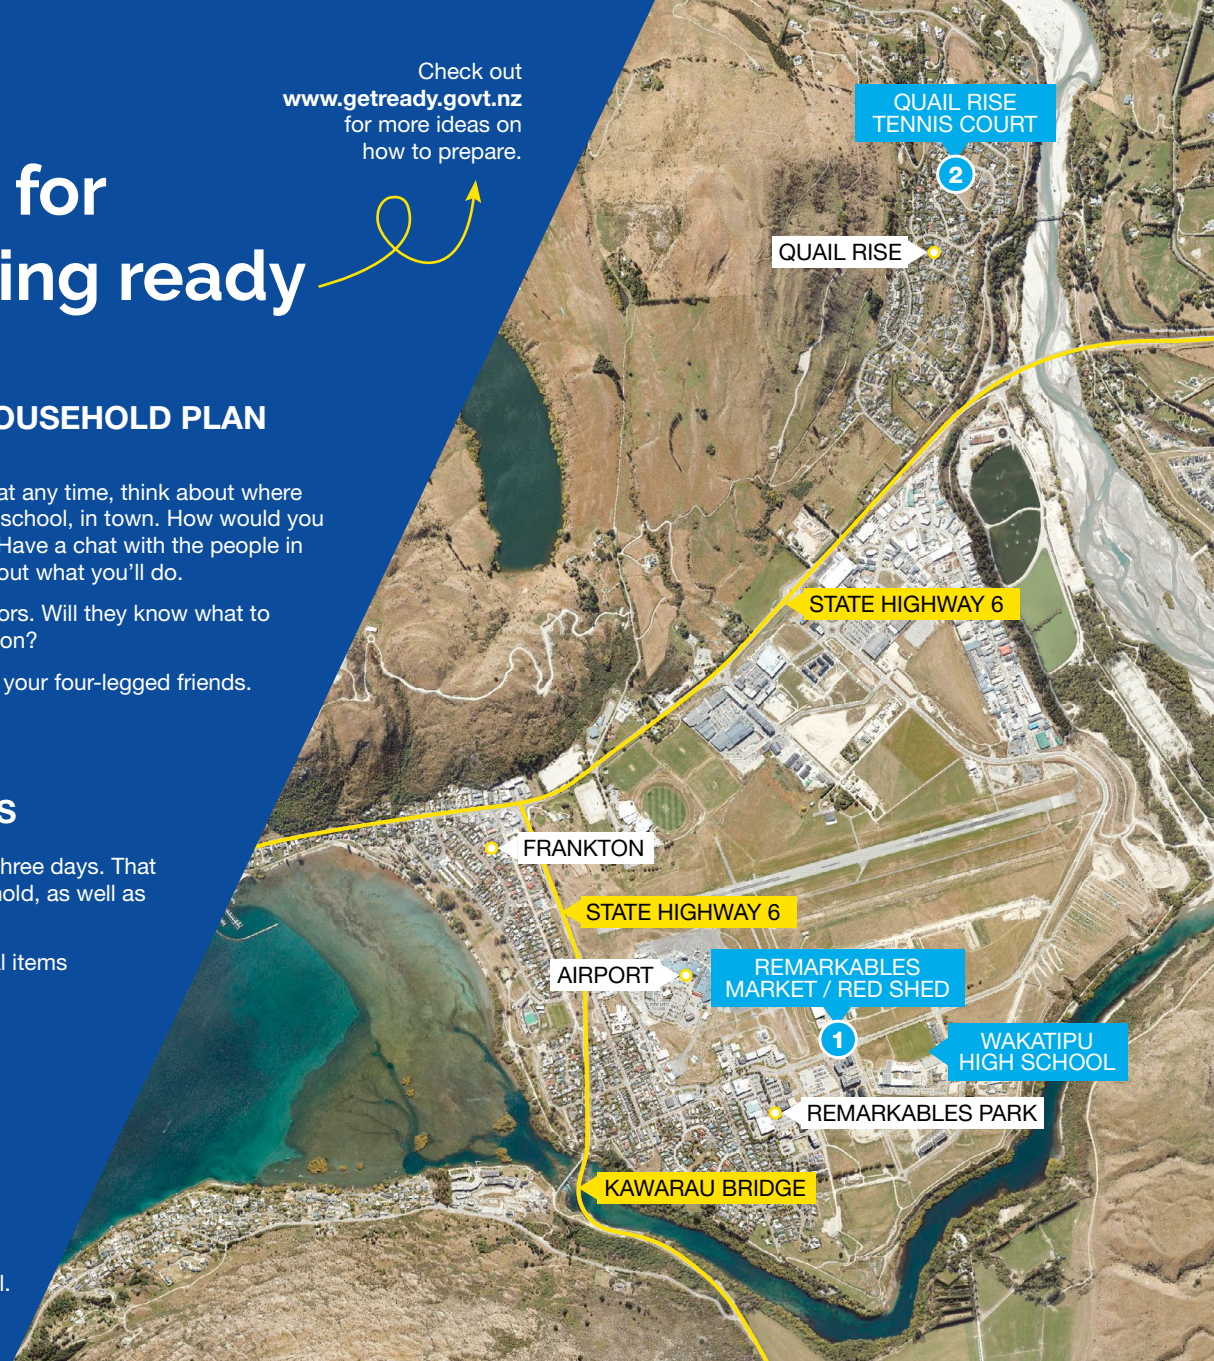 Check out
www.getready.govt.nz
for more ideas on
how to prepare.
for
ing ready
OUSEHOLD PLAN
at any time, think about where
school, in town. How would you
Have a chat with the people in
out what you'll do.
ors. Will they know what to
on?
your four-legged friends.
S
hree days. That
hold, as well as
l items
l.
QUAIL RISE
TENNIS COURT
2
QUAIL RISE
STATE HIGHWAY 6
FRANKTON
STATE HIGHWAY 6
AIRPORT
REMARKABLES
MARKET / RED SHED
1
WAKATIPU
HIGH SCHOOL
REMARKABLES PARK
KAWARAU BRIDGE